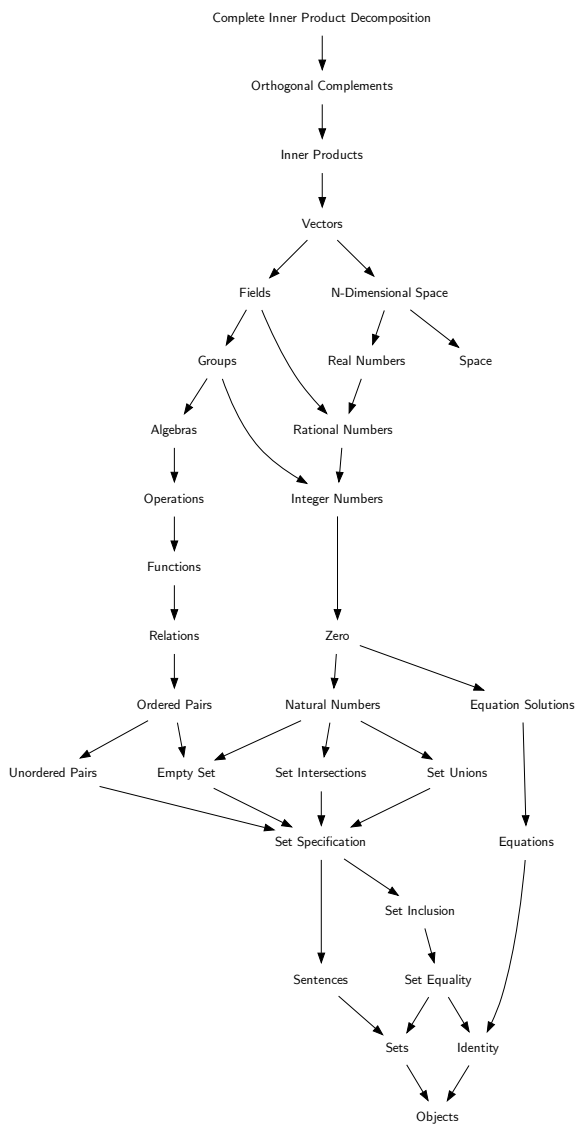 Complete Inner Product Decomposition
Orthogonal Complements
Inner Products
Vectors
Fields
N-Dimensional Space
Groups
Real Numbers
Space
Algebras
Rational Numbers
Operations
Integer Numbers
Functions
Relations
Zero
Ordered Pairs
Natural Numbers
Equation Solutions
Unordered Pairs
Empty Set
Set Intersections
Set Unions
Set Specification
Equations
Set Inclusion
Sentences
Set Equality
Sets
Identity
Objects